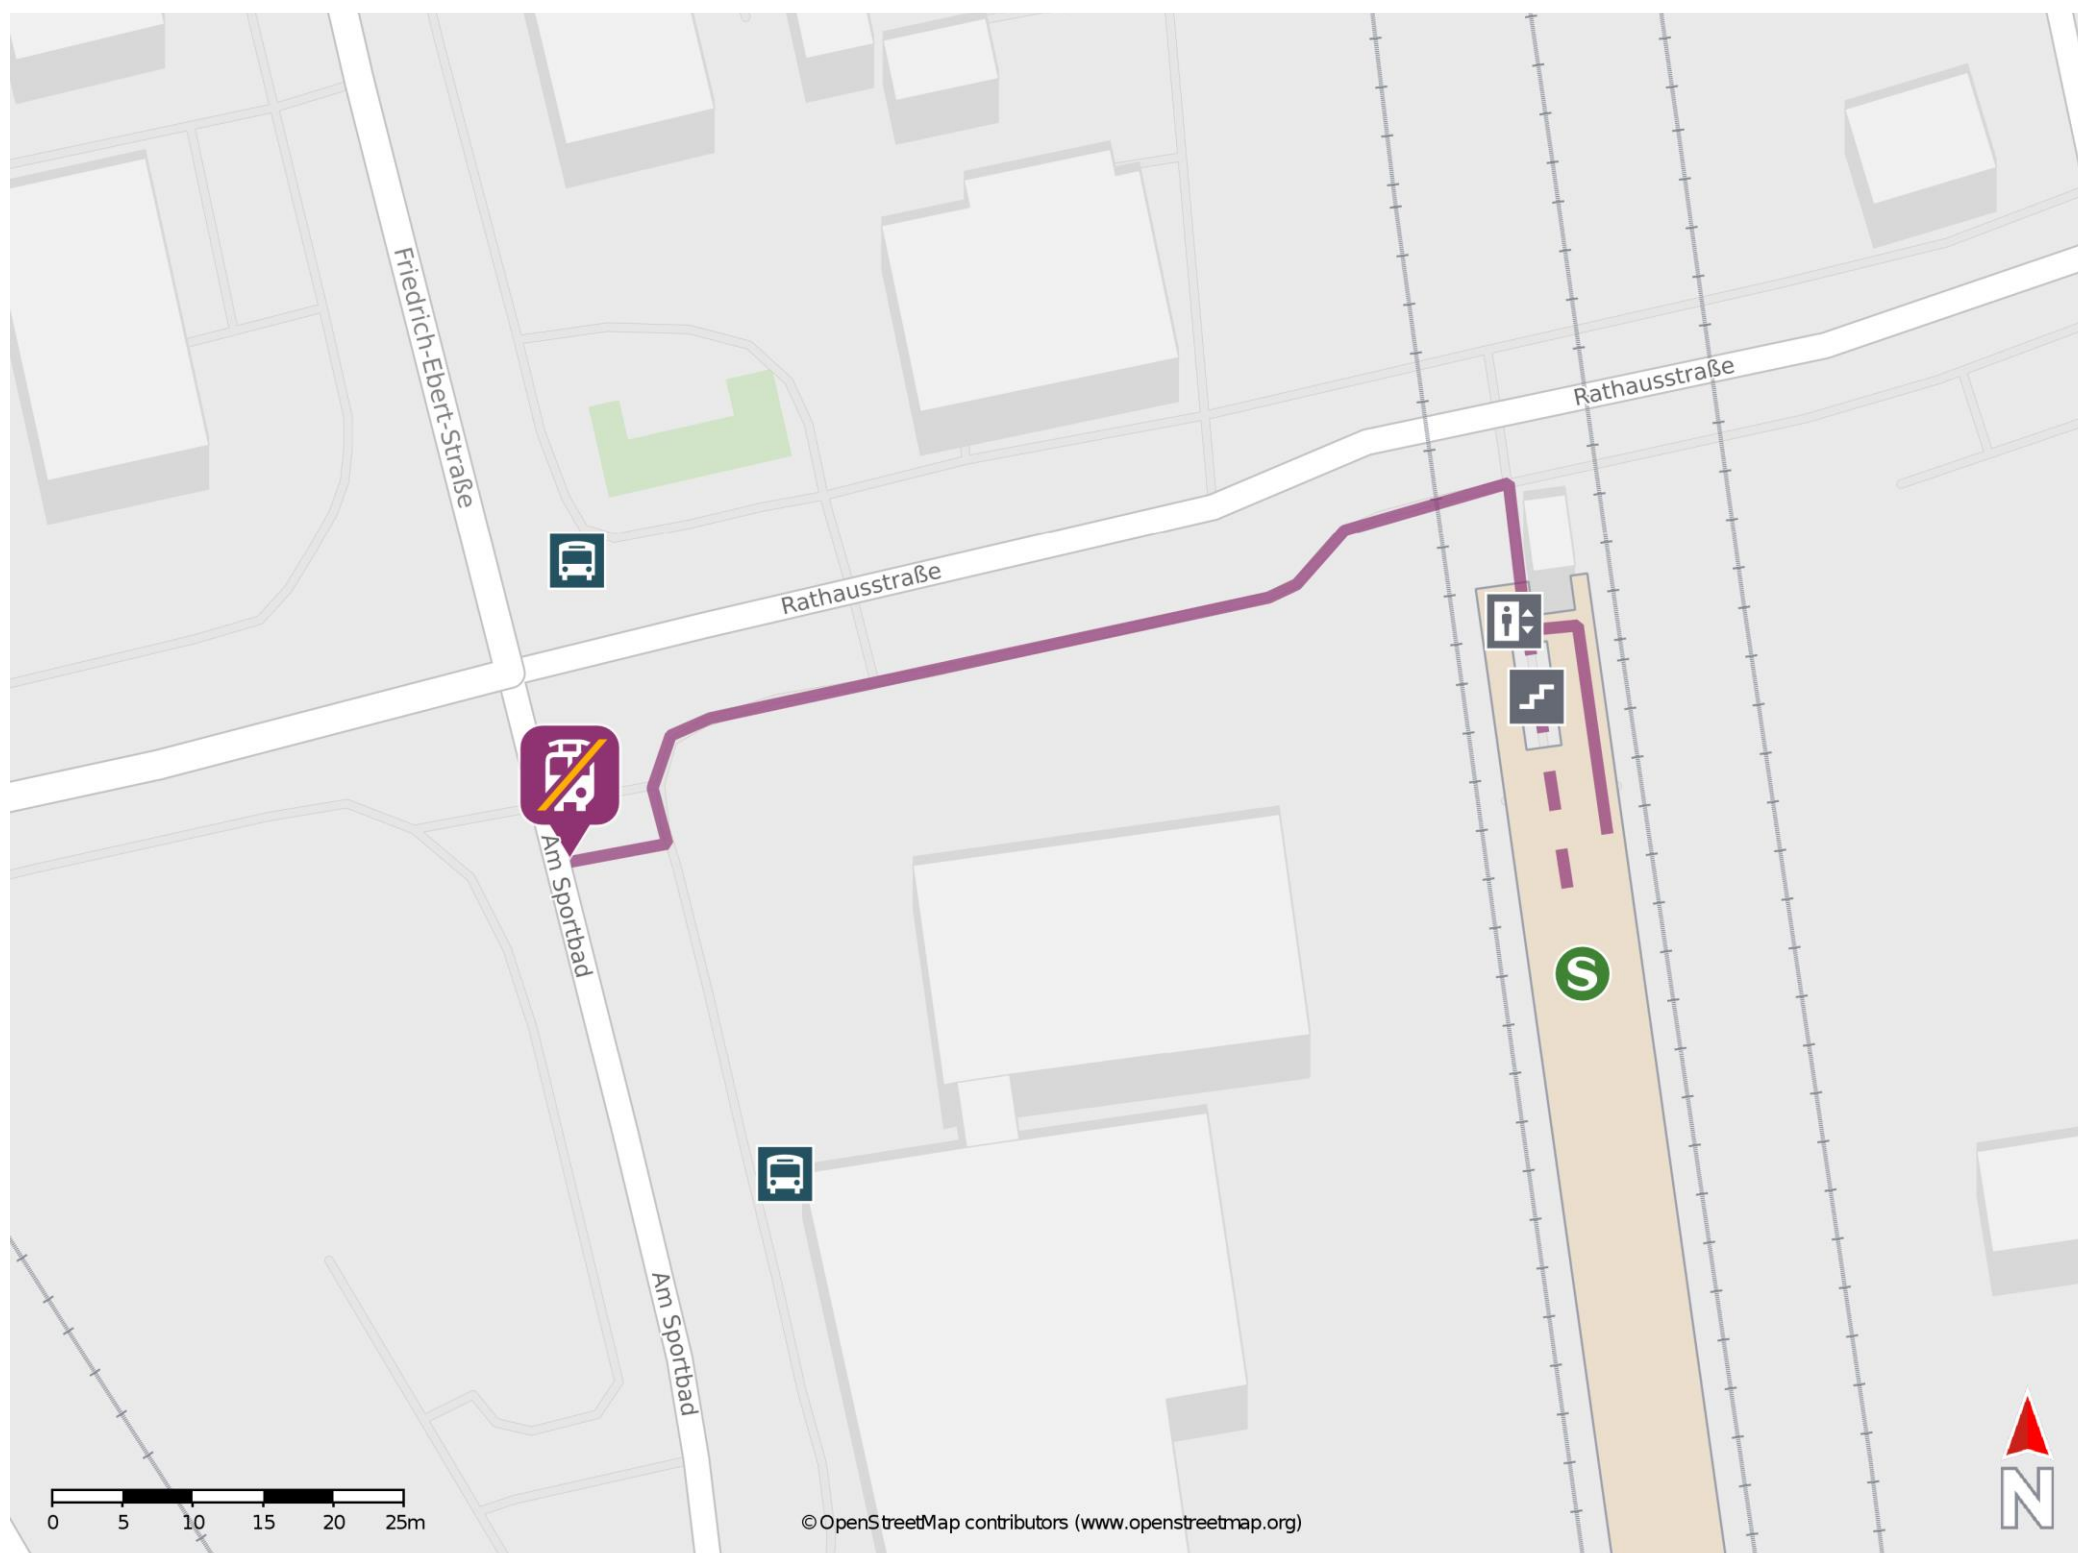 Friedrich-Ebert-Straße
Rathausstraße
Rathausstraße
Am Sportbad
S
Am Sportbad
N
0 5 10 15 20 25m
©OpenStreetMap contributors (www.openstreetmap.org)